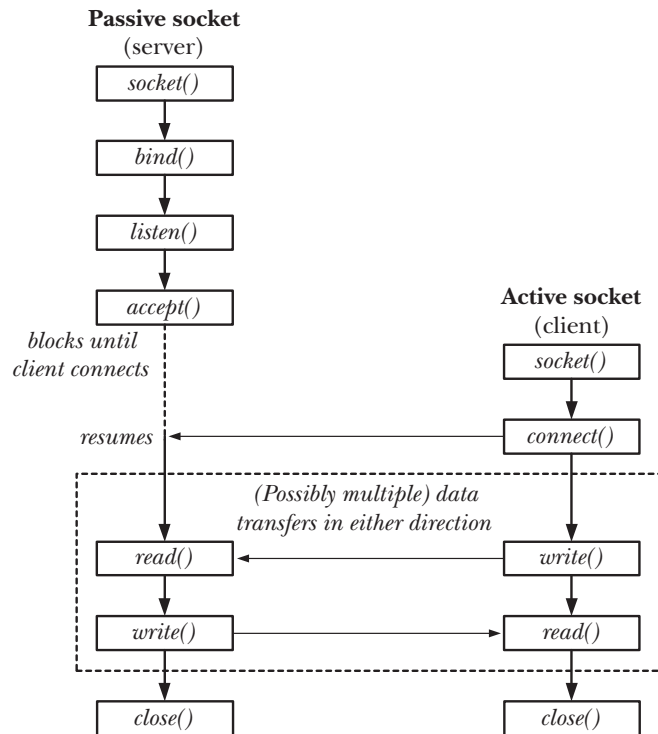 Passive socket
(server)
socket()
bind()
listen()
accept()
blocks until
client connects
resumes
Active socket
(client)
socket()
connect()
(Possibly multiple) data
transfers in either direction
read()
write()
write()
read()
close()
close()